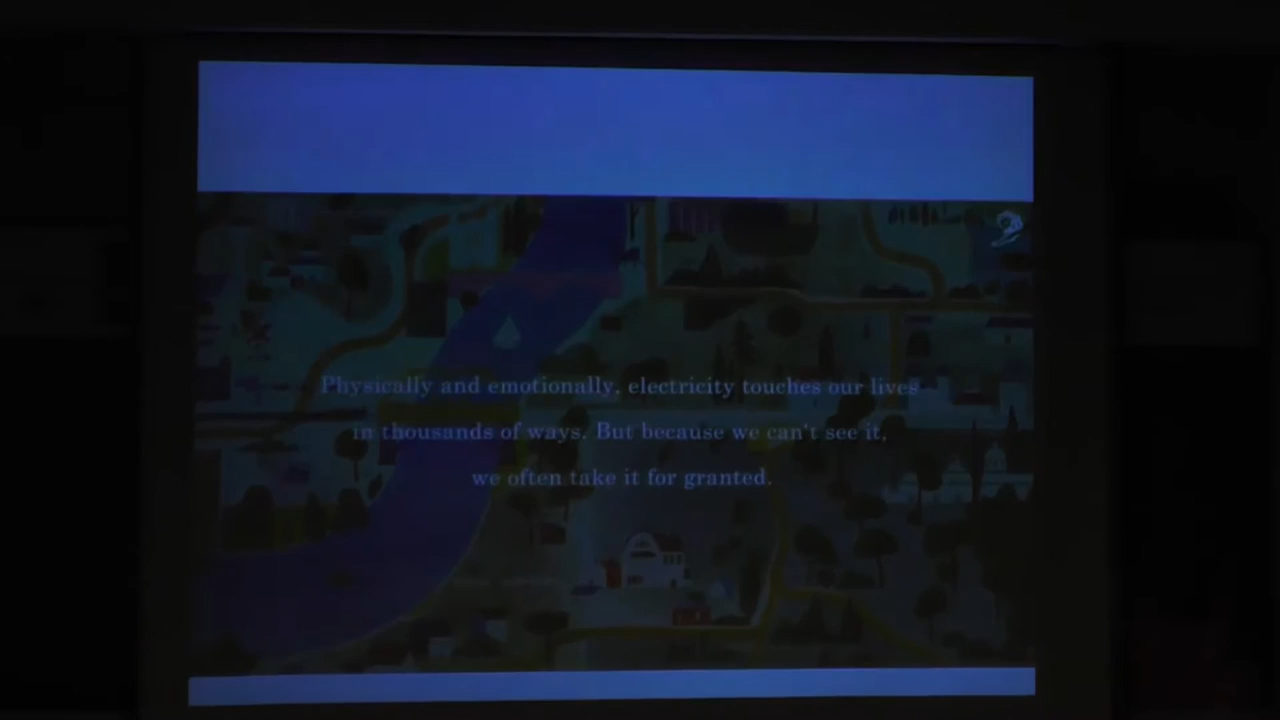 Physically and emotionally, electricity touches our lives
in thousands of ways. But because we can't see it,
we often take it for granted.